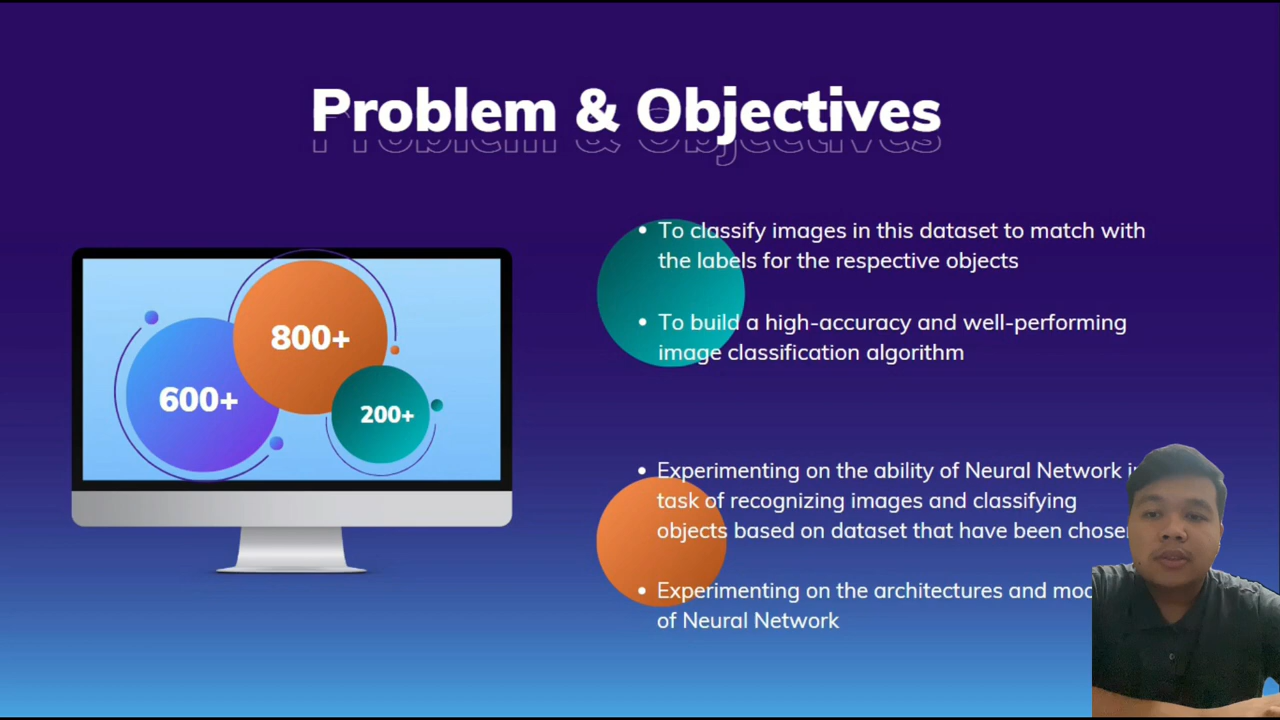 Problem & Objectives
800+
600+
200+
• To classify images in this dataset to match with
the labels for the respective objects
• To build a high-accuracy and well-performing
image classification algorithm
• Experimenting on the ability of Neural Network
task of recognizing images and classifying
objects based on dataset that have been
• Experimenting on the architectures and
of Neural Network